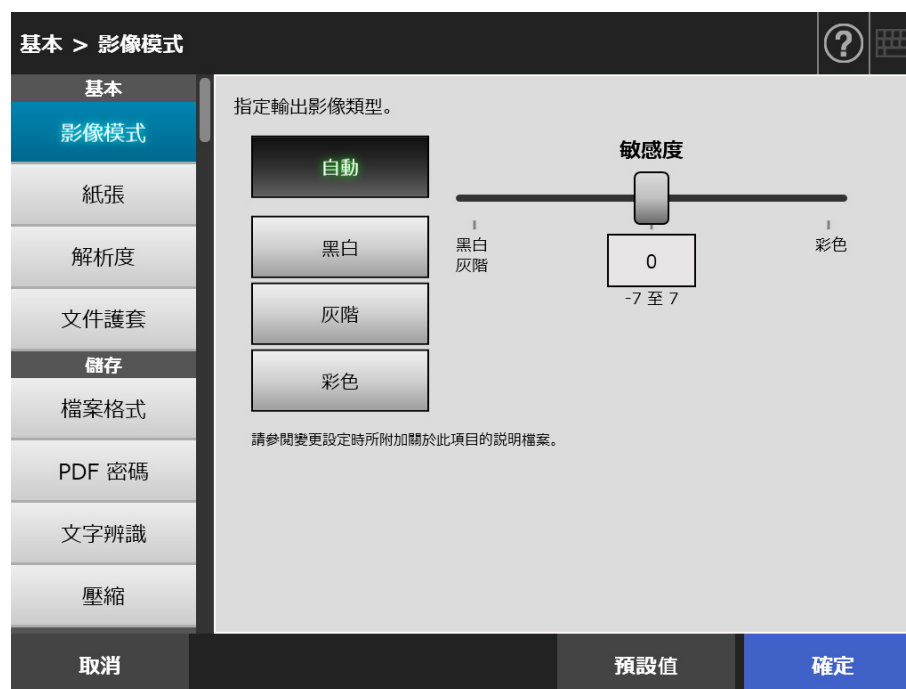 基本 > 影像模式
?
基本
影像模式
紙張
解析度
文件護套
儲存
檔案格式
PDF 密碼
文字辨識
壓縮
指定輸出影像類型。
自動
黑白
灰階
彩色
敏感度
黑白
灰階
彩色
0
-7 至 7
請參閱變更設定時所附加關於此項目的説明檔案。
取消
預設值
確定